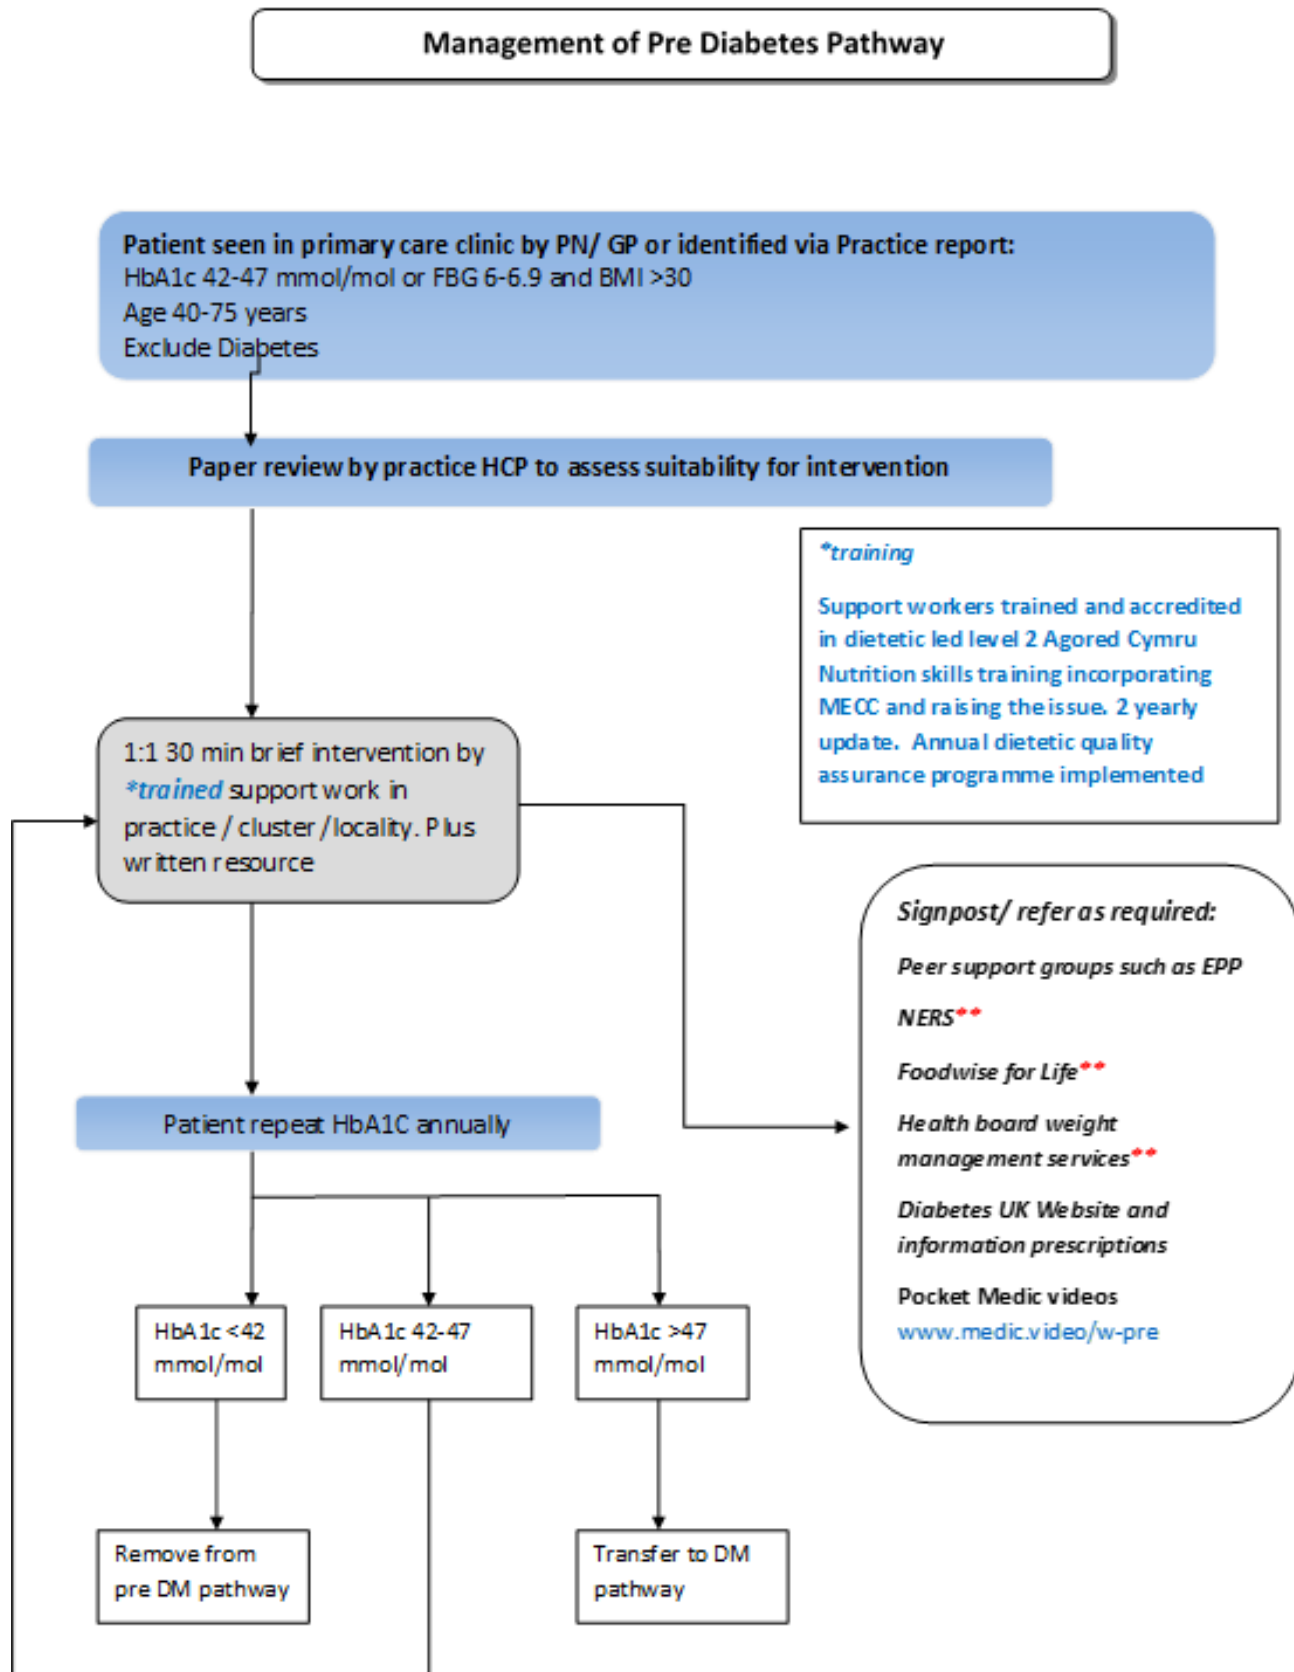 Management of Pre Diabetes Pathway
Patient seen in primary care clinic by PN/ GP or identified via Practice report:
HbA1c 42-47 mmol/mol or FBG 6-6.9 and BMI >30
Age 40-75 years
Exclude Diabetes
Paper review by practice HCP to assess suitability for intervention
*training
Support workers trained and accredited
in dietetic led level 2 Agored Cymru
Nutrition skills training incorporating
MECC and raising the issue. 2 yearly
update. Annual dietetic quality
assurance programme implemented
1:1 30 min brief intervention by
*trained support work in
practice / cluster /locality. Plus
written resource
Signpost/ refer as required:
Peer support groups such as EPP
NERS**
Foodwise for Life**
Health board weight
management services**
Diabetes UK Website and
information prescriptions
Pocket Medic videos
www.medic.video/w-pre
Patient repeat HbA1C annually
HbA1c <42
mmol/mol
HbA1c 42-47
mmol/mol
HbA1c >47
mmol/mol
Remove from
pre DM pathway
Transfer to DM
pathway